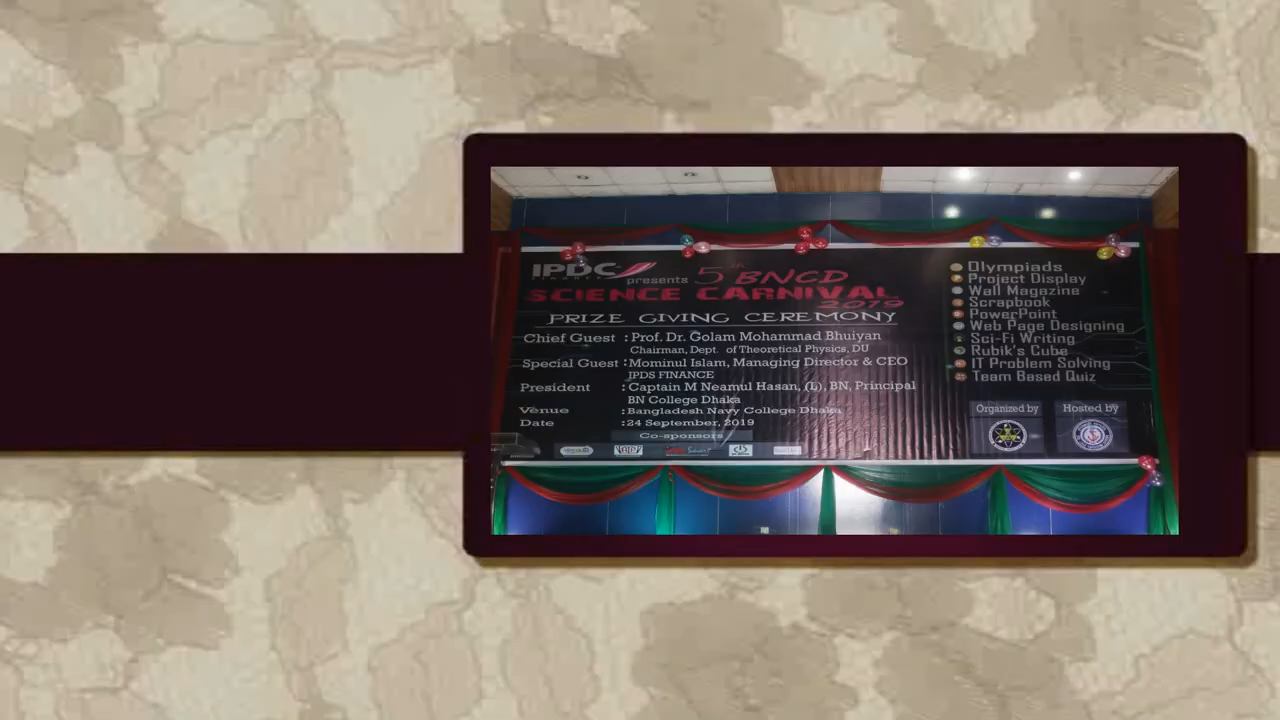 IPDC
FINANCE
presents 5th BNCD
SCIENCE CARNIVAL
2019
PRIZE GIVING CEREMONY
Chief Guest : Prof. Dr. Golam Mohammad Bhuiyan
Chairman, Dept. of Theoretical Physics, DU
Special Guest : Mominul Islam, Managing Director & CEO
IPDS FINANCE
President : Captain M Neamul Hasan, (L), BN, Principal
BN College Dhaka
Venue : Bangladesh Navy College Dhaka
Date : 24 September, 2019
Co-sponsors
Olympiads
Project Display
Wall Magazine
Scrapbook
PowerPoint
Web Page Designing
Sci-Fi Writing
Rubik's Cube
IT Problem Solving
Team Based Quiz
Organized by
Hosted by